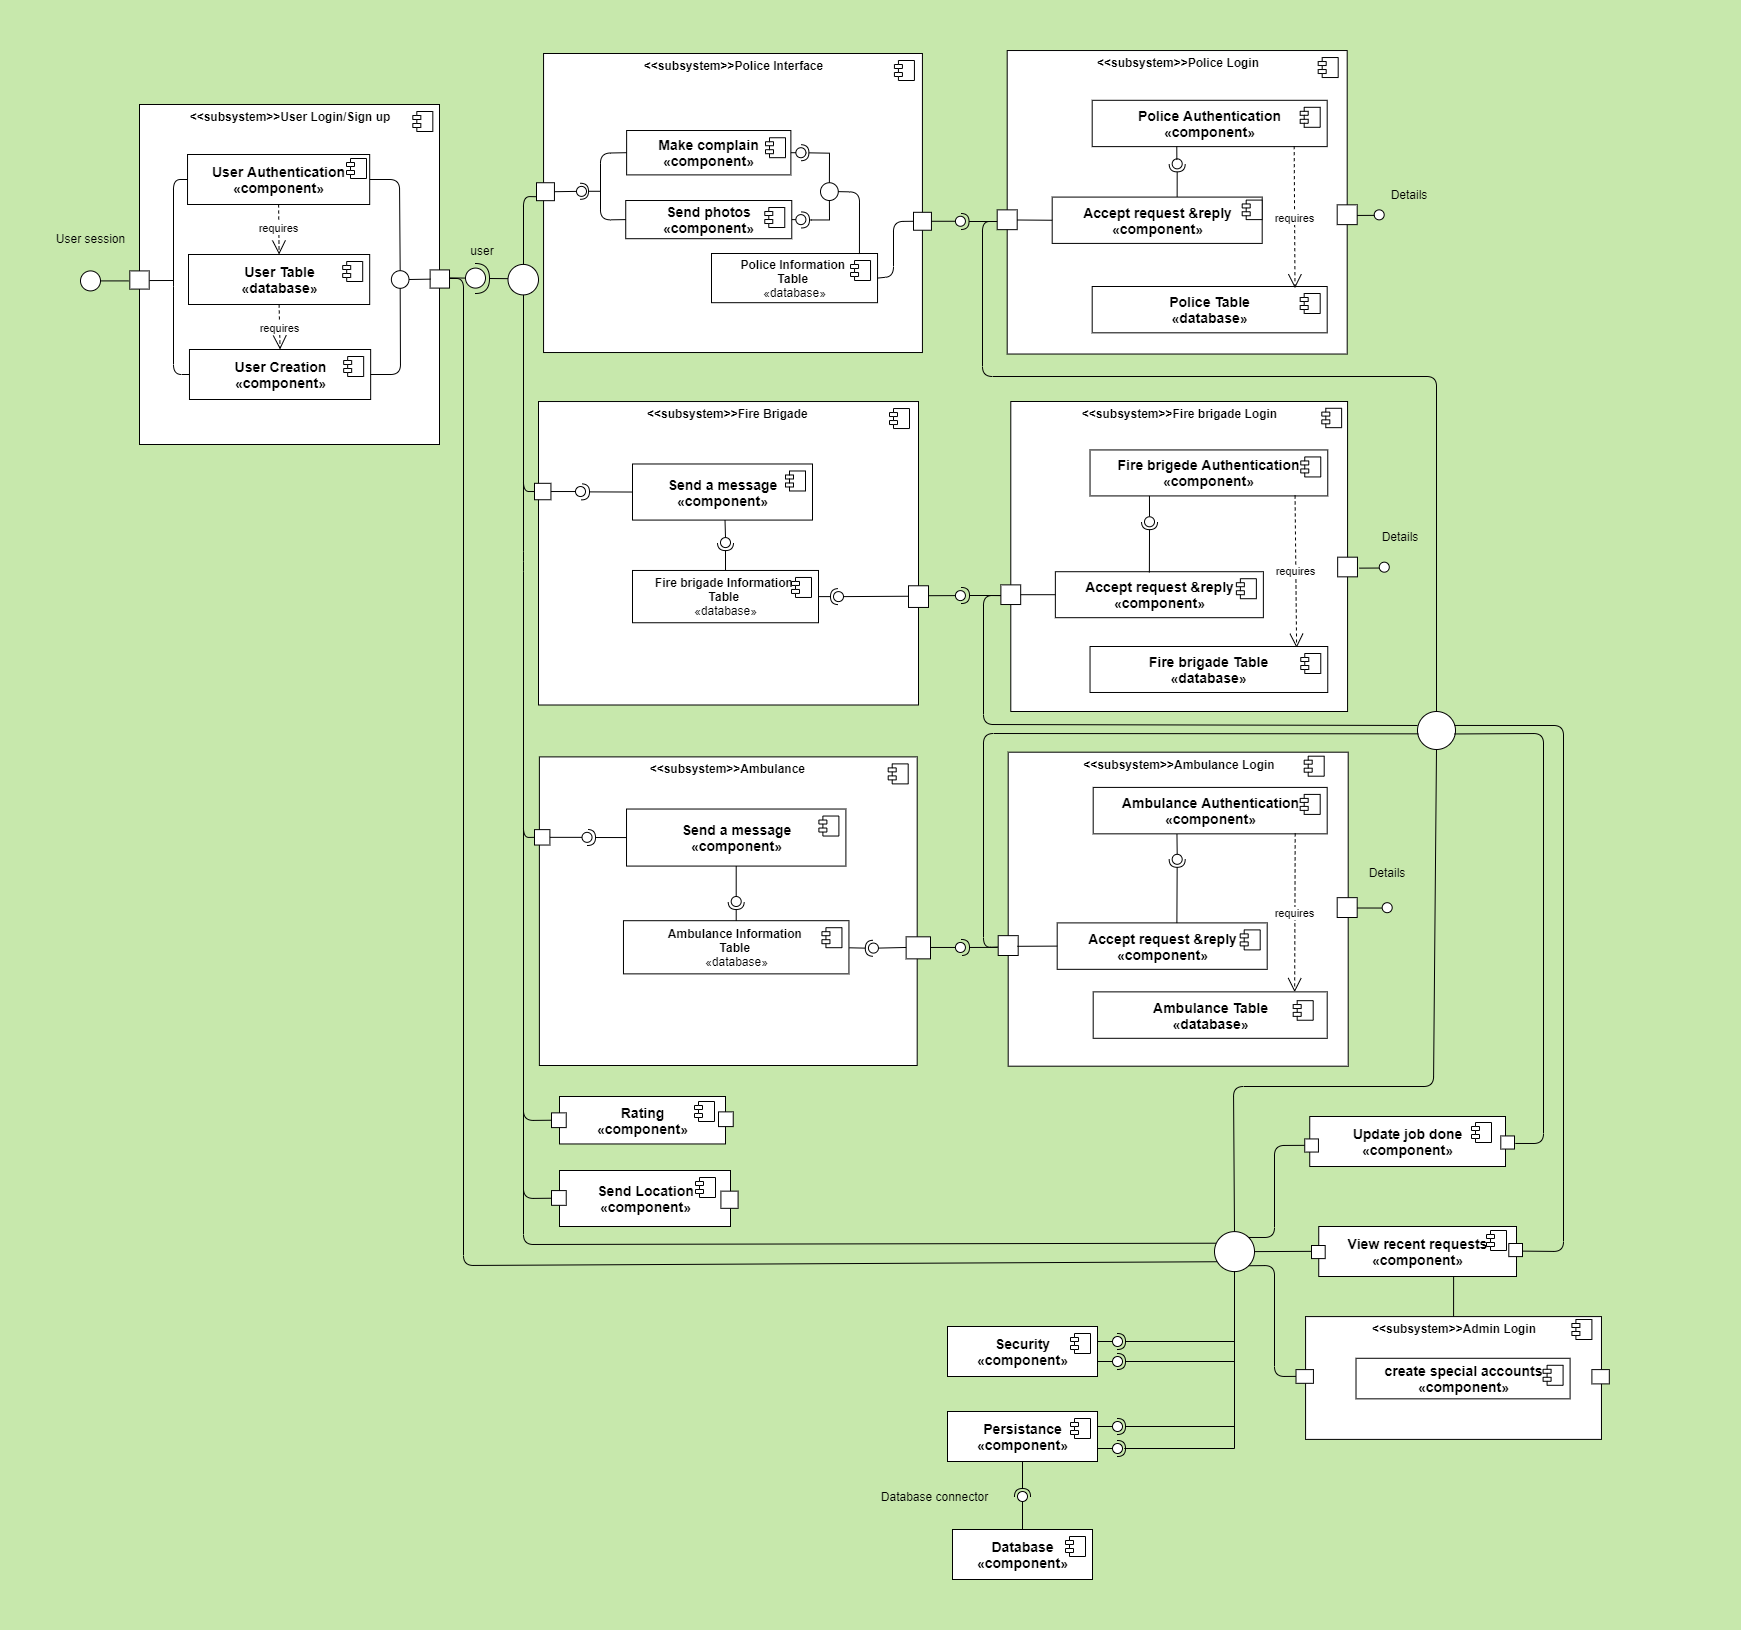 <<subsystem>>User Login/Sign up
User Authentication
«component»
requires
User session
User Table
«database»
requires
User Creation
«component»
user
<<subsystem>>Police Interface
Make complain
«component»
Send photos
«component»
Police Information
Table
«database»
<<subsystem>>Police Login
Police Authentication
«component»
Accept request &reply
«component»
requires
Police Table
«database»
Details
<<subsystem>>Fire Brigade
Send a message
«component»
Fire brigade Information
Table
«database»
<<subsystem>>Fire brigade Login
Fire brigede Authentication
«component»
requires
Accept request &reply
«component»
Fire brigade Table
«database»
Details
<<subsystem>>Ambulance
Send a message
«component»
Ambulance Information
Table
«database»
<<subsystem>>Ambulance Login
Ambulance Authentication
«component»
requires
Accept request &reply
«component»
Ambulance Table
«database»
Details
Rating
«component»
Send Location
«component»
Update job done
«component»
View recent requests
«component»
<<subsystem>>Admin Login
create special accounts
«component»
Security
«component»
Persistance
«component»
Database connector
Database
«component»